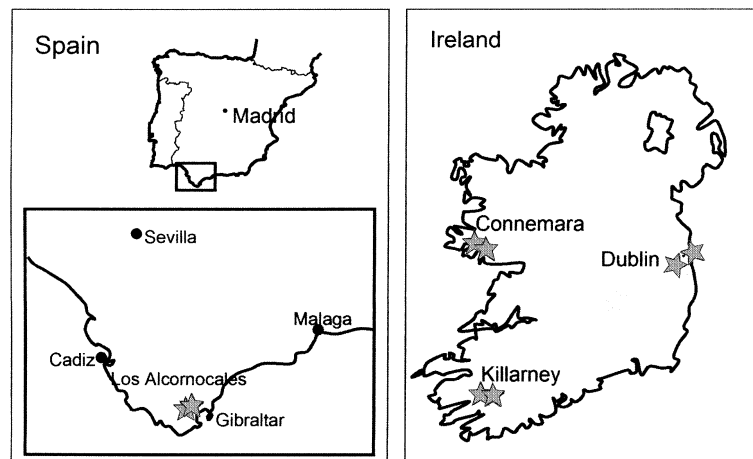 Spain
Madrid
Sevilla
Malaga
Cadiz
Los Alcornocales
Gibraltar
Ireland
Connemara
Dublin
Killarney